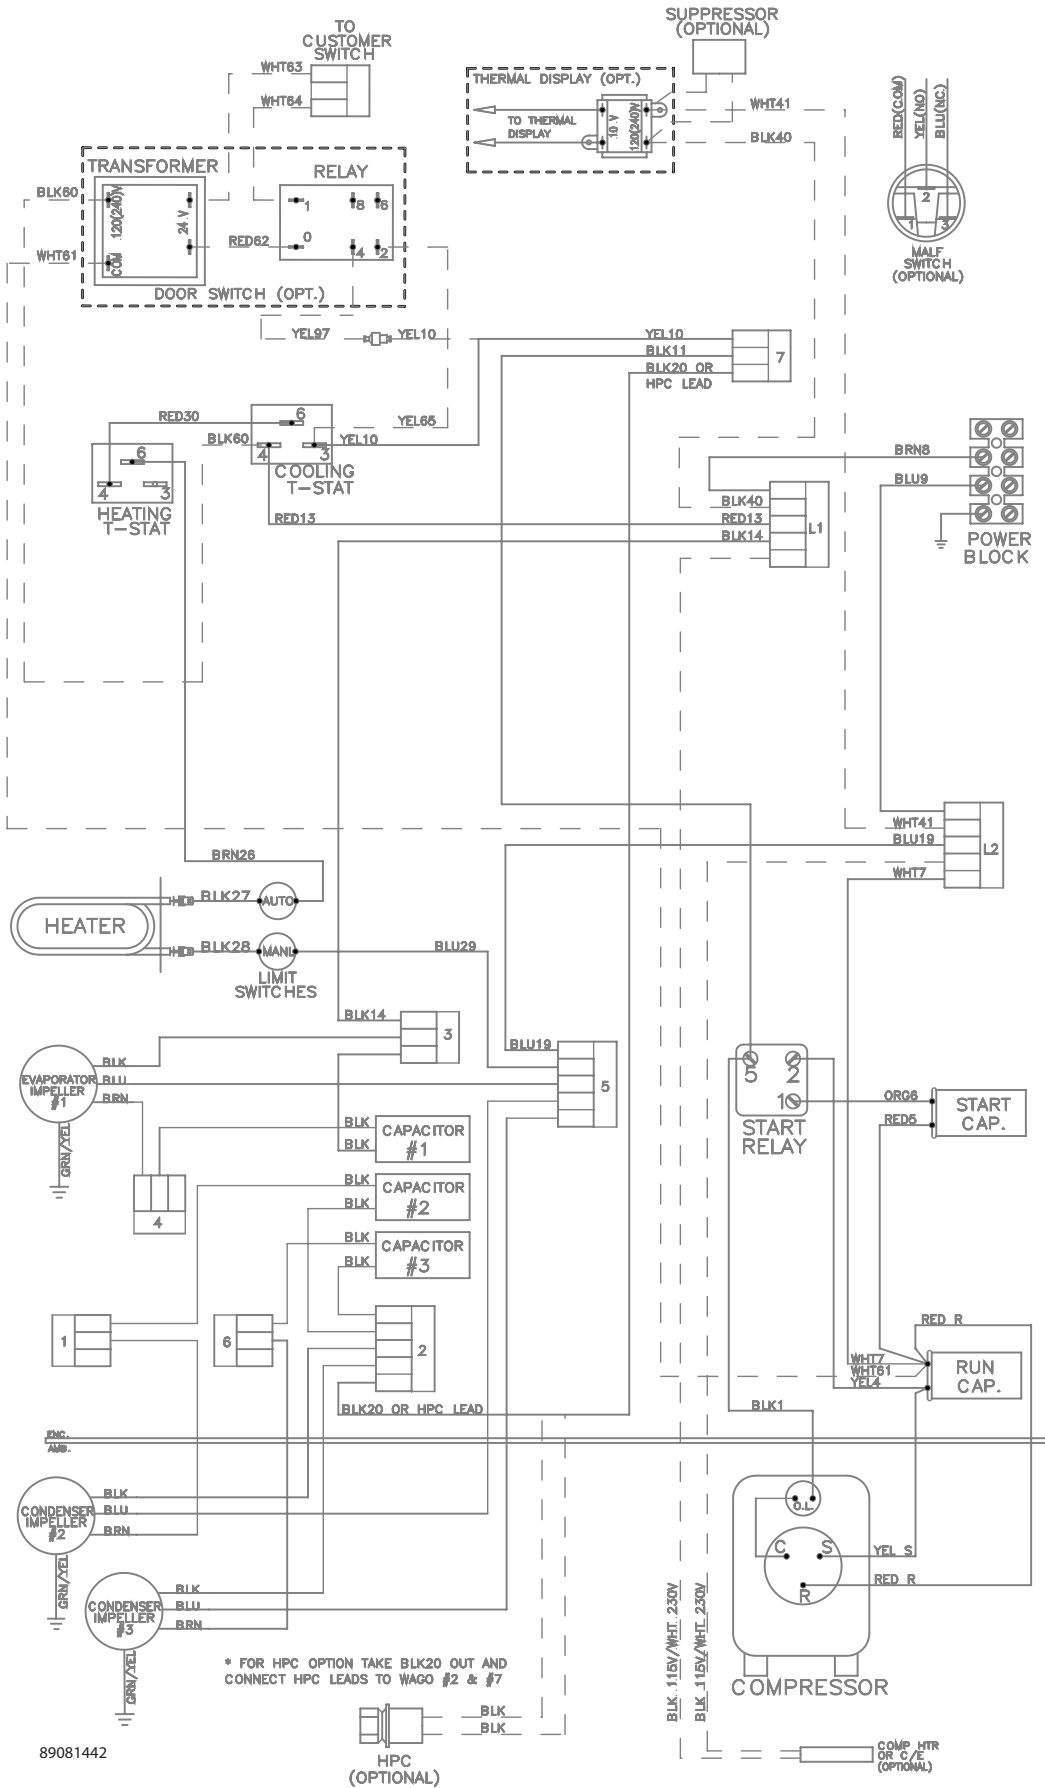 TO
CUSTOMER
SWITCH
WHT63
WHT64
SUPPRESSOR
(OPTIONAL)
THERMAL DISPLAY (OPT.)
TO THERMAL
DISPLAY
10 V
120(240)V
WHT41
BLK40
RED(COM)
YEL(NO)
BLU(NC)
1
2
3
MALF
SWITCH
(OPTIONAL)
TRANSFORMER
RELAY
BLK60
WHT61
120(240)V
COM
24 V
RED62
1
8
6
0
4
2
DOOR SWITCH (OPT.)
YEL97
YEL10
YEL10
BLK11
BLK20 OR
HPC LEAD
7
RED30
6
YEL65
BLK60
4
3
YEL10
COOLING
T-STAT
6
4
3
HEATING
T-STAT
RED13
BRN8
BLU9
POWER
BLOCK
BLK40
RED13
BLK14
L1
WHT41
BLU19
WHT7
L2
BRN26
HEATER
BLK27
AUTO
BLK28
MANL
LIMIT
SWITCHES
BLU29
BLK14
3
BLU19
5
EVAPORATOR
IMPELLER
#1
BLK
BLU
BRN
GRN/YEL
4
BLK
BLK
CAPACITOR
#1
BLK
BLK
CAPACITOR
#2
BLK
BLK
CAPACITOR
#3
5
2
1
START
RELAY
ORG6
RED5
START
CAP.
1
6
2
BLK20 OR HPC LEAD
RED R
WHT7
WHT61
YEL4
RUN
CAP.
BLK1
ENC.
AMB.
CONDENSER
IMPELLER
#2
BLK
BLU
BRN
GRN/YEL
CONDENSER
IMPELLER
#3
BLK
BLU
BRN
GRN/YEL
O.L.
C
S
R
YEL S
RED R
COMPRESSOR
BLK 115V/WHT 230V
BLK 115V/WHT 230V
* FOR HPC OPTION TAKE BLK20 OUT AND
CONNECT HPC LEADS TO WAGO #2 & #7
BLK
BLK
HPC
(OPTIONAL)
COMP HTR
OR C/E
(OPTIONAL)
89081442